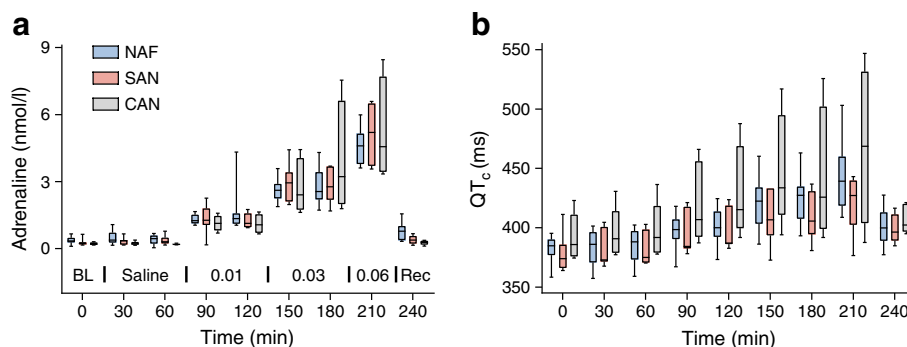 a
9
6
3
0
Adrenaline (nmol/l)
NAF
SAN
CAN
BL Saline 0.01 0.03 0.06 Rec
0 30 60 90 120 150 180 210 240
Time (min)
b
550
500
450
400
350
QTc (ms)
0 30 60 90 120 150 180 210 240
Time (min)